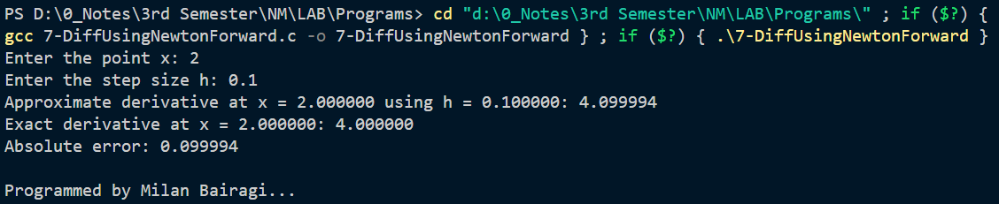 PS D:\0_Notes\3rd Semester\NM\LAB\Programs> cd "d:\0_Notes\3rd Semester\NM\LAB\Programs\" ; if ($?) {
gcc 7-DiffUsingNewtonForward.c -o 7-DiffUsingNewtonForward } ; if ($?) { .\7-DiffUsingNewtonForward }
Enter the point x: 2
Enter the step size h: 0.1
Approximate derivative at x = 2.000000 using h = 0.100000: 4.099994
Exact derivative at x = 2.000000: 4.000000
Absolute error: 0.099994
Programmed by Milan Bairagi...